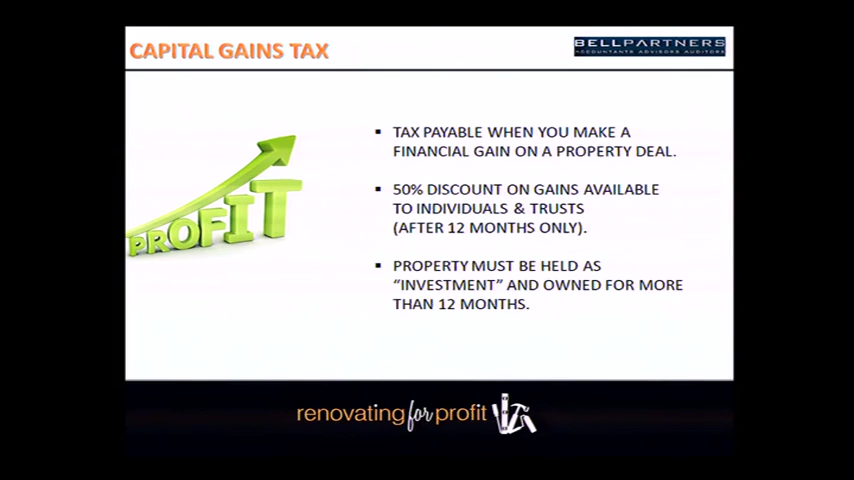 CAPITAL GAINS TAX
BELLPARTNERS
ACCOUNTANTS ADVISORS AUDITORS
PROFIT
▪ TAX PAYABLE WHEN YOU MAKE A
FINANCIAL GAIN ON A PROPERTY DEAL.
▪ 50% DISCOUNT ON GAINS AVAILABLE
TO INDIVIDUALS & TRUSTS
(AFTER 12 MONTHS ONLY).
▪ PROPERTY MUST BE HELD AS
“INVESTMENT” AND OWNED FOR MORE
THAN 12 MONTHS.
renovating for profit